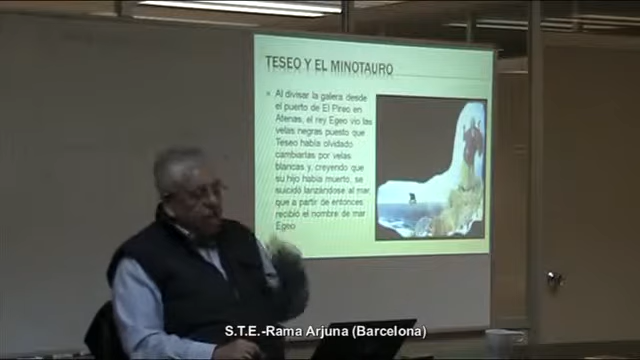 TESEO Y EL MINOTAURO
Al divisar la galera desde
el puerto de El Pireo en
Atenas, el rey Egeo vio las
velas negras puesto que
Teseo había olvidado
cambiarlas por velas
blancas y, creyendo que
su hijo había muerto, se
suicidó lanzándose al mar
que a partir de entonces
recibió el nombre de mar
Egeo
S.T.E.-Rama Arjuna (Barcelona)